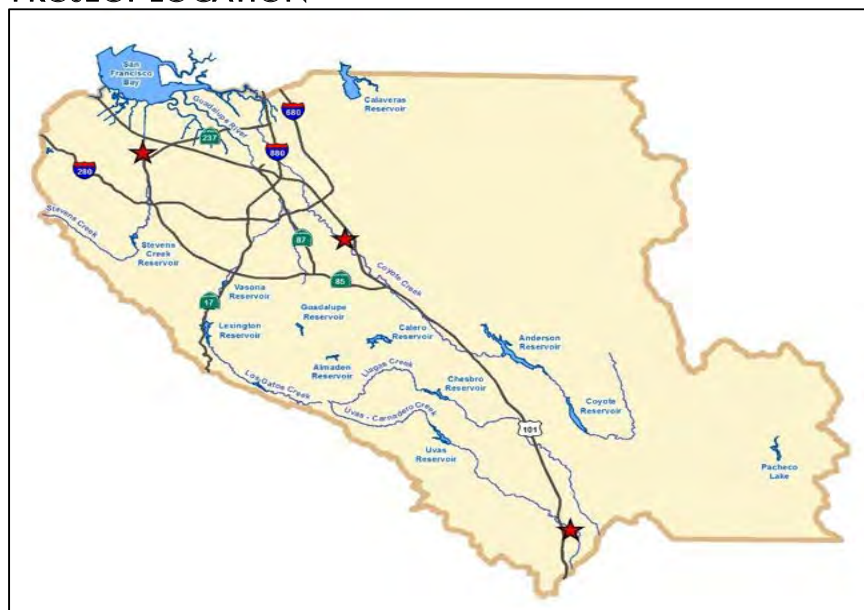 PROJECT LOCATION
San
Francisco
Bay
Calaveras
Reservoir
Guadalupe River
680
237
880
280
Stevens Creek
Stevens
Creek
Reservoir
87
Coyote Creek
85
Vasona
Reservoir
17
Guadalupe
Reservoir
Lexington
Reservoir
Calero
Reservoir
Anderson
Reservoir
Almaden
Reservoir
Llagas Creek
Chesbro
Reservoir
Los Gatos Creek
Coyote
Reservoir
Uvas - Carnadero Creek
101
Uvas
Reservoir
Pacheco
Lake